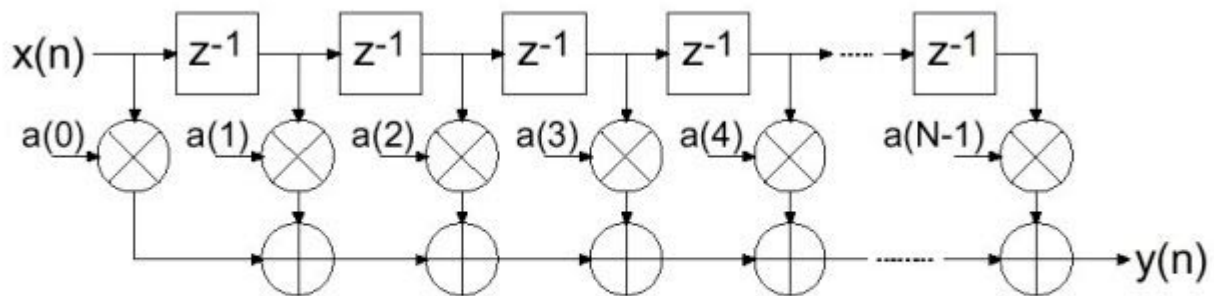 x(n) z-1 z-1 z-1 z-1 z-1
a(0) a(1) a(2) a(3) a(4) a(N-1)
y(n)